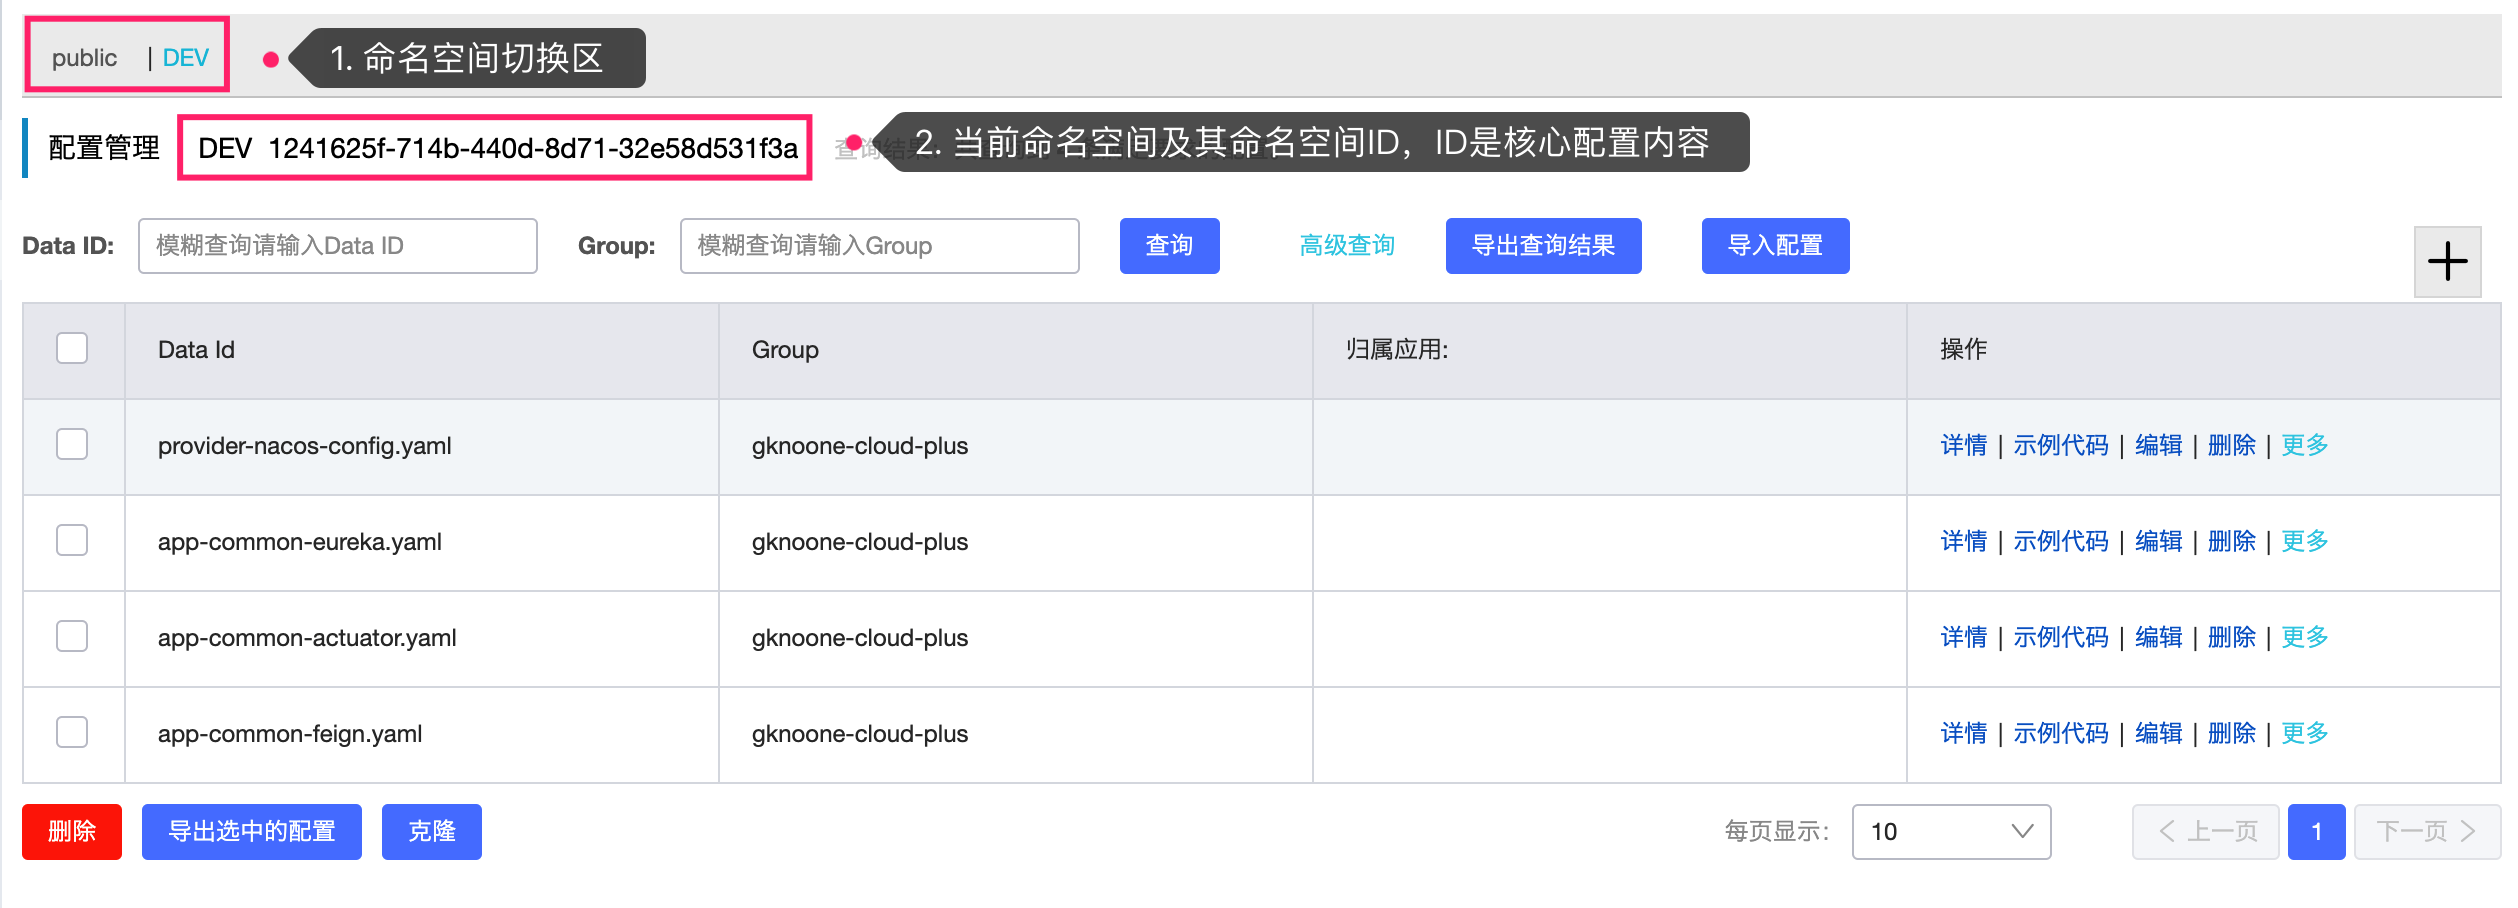 public | DEV
1. 命名空间切换区
配置管理 DEV 1241625f-714b-440d-8d71-32e58d531f3a
2. 当前命名空间及其命名空间ID，ID是核心配置内容
Data ID: 模糊查询请输入Data ID Group: 模糊查询请输入Group 查询 高级查询 导出查询结果 导入配置
Data Id Group 归属应用: 操作
provider-nacos-config.yaml gknoone-cloud-plus 详情 | 示例代码 | 编辑 | 删除 | 更多
app-common-eureka.yaml gknoone-cloud-plus 详情 | 示例代码 | 编辑 | 删除 | 更多
app-common-actuator.yaml gknoone-cloud-plus 详情 | 示例代码 | 编辑 | 删除 | 更多
app-common-feign.yaml gknoone-cloud-plus 详情 | 示例代码 | 编辑 | 删除 | 更多
删除 导出选中的配置 克隆 每页显示: 10 上一页 1 下一页